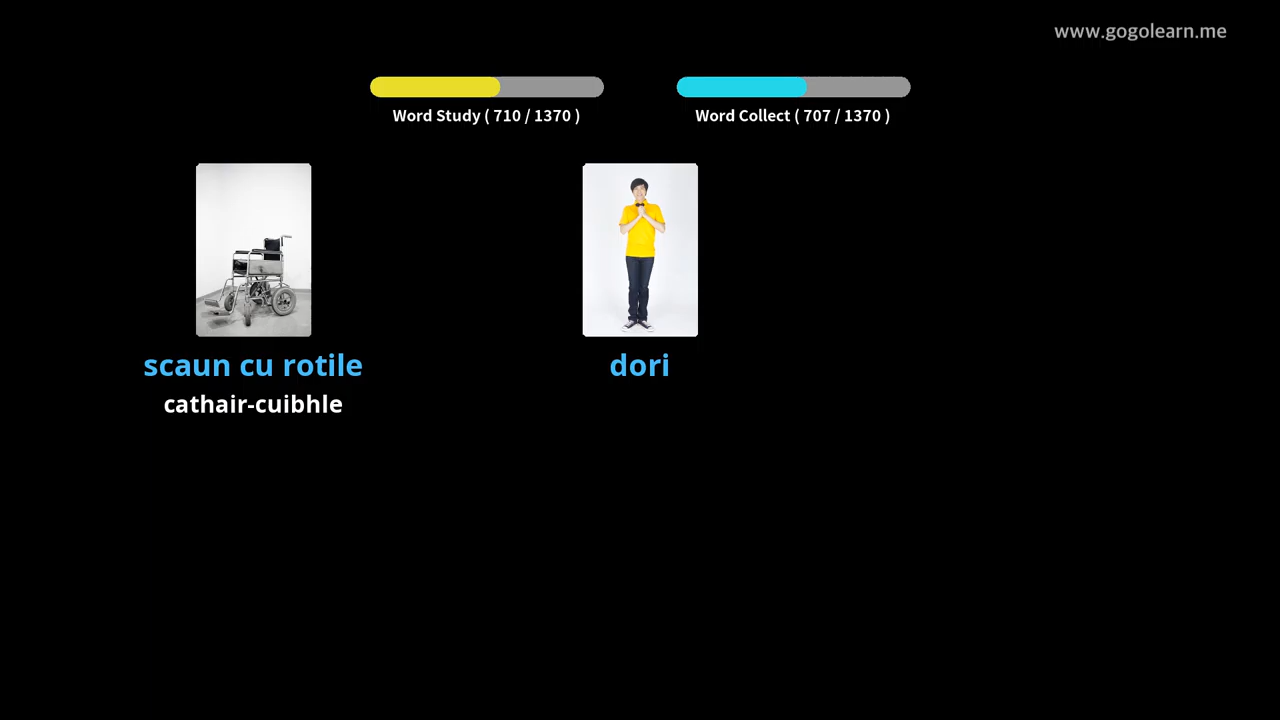 www.gogolearn.me
Word Study ( 710 / 1370 )
Word Collect ( 707 / 1370 )
scaun cu rotile
cathair-cuibhle
dori